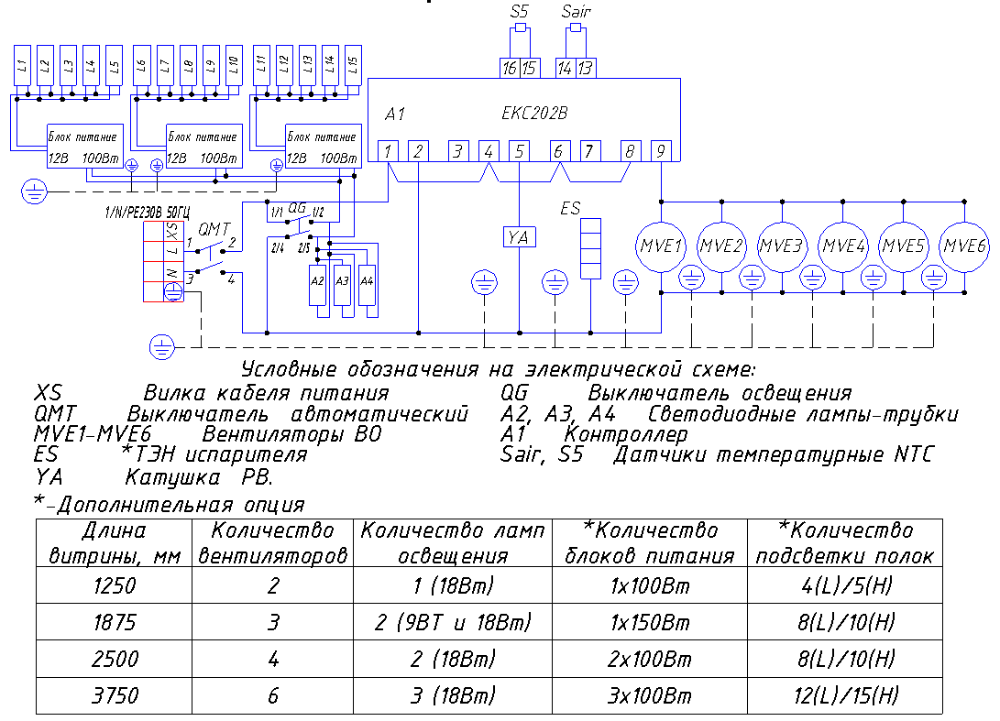 S5 Sair
L1 L2 L3 L4 L5 L6 L7 L8 L9 L10 L11 L12 L13 L14 L15
16 15 14 13
A1 EKC202B
Блок питание Блок питание Блок питание
12В 100Вт 12В 100Вт 12В 100Вт
1 2 3 4 5 6 7 8 9
1/N/PE230В 50ГЦ
XS L N
QMT
1 2
3 4
QG
1/1 1/2
2/4 2/5
A2 A3 A4
YA
ES
MVE1 MVE2 MVE3 MVE4 MVE5 MVE6
Условные обозначения на электрической схеме:
XS Вилка кабеля питания QG Выключатель освещения
QMT Выключатель автоматический A2, A3, A4 Светодиодные лампы-трубки
MVE1-MVE6 Вентиляторы ВО A1 Контроллер
ES *ТЭН испарителя Sair, S5 Датчики температурные NTC
YA Катушка РВ.
*-Дополнительная опция
Длина Количество Количество ламп *Количество *Количество
витрины, мм вентиляторов освещения блоков питания подсветки полок
1250 2 1 (18Вт) 1х100Вт 4(L)/5(H)
1875 3 2 (9ВТ и 18Вт) 1х150Вт 8(L)/10(H)
2500 4 2 (18Вт) 2х100Вт 8(L)/10(H)
3750 6 3 (18Вт) 3х100Вт 12(L)/15(H)